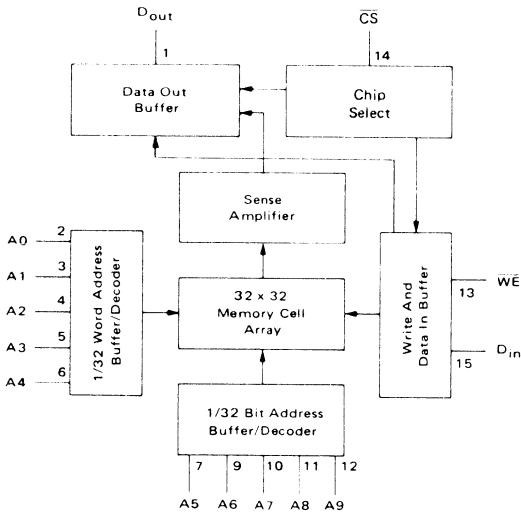 Dout
CS
1
14
Data Out
Buffer
Chip
Select
Sense
Amplifier
2
A0
3
A1
4
A2
5
A3
6
A4
1/32 Word Address
Buffer/Decoder
32 x 32
Memory Cell
Array
Write And
Data In Buffer
WE
13
Din
15
1/32 Bit Address
Buffer/Decoder
7
9
10
11
12
A5
A6
A7
A8
A9